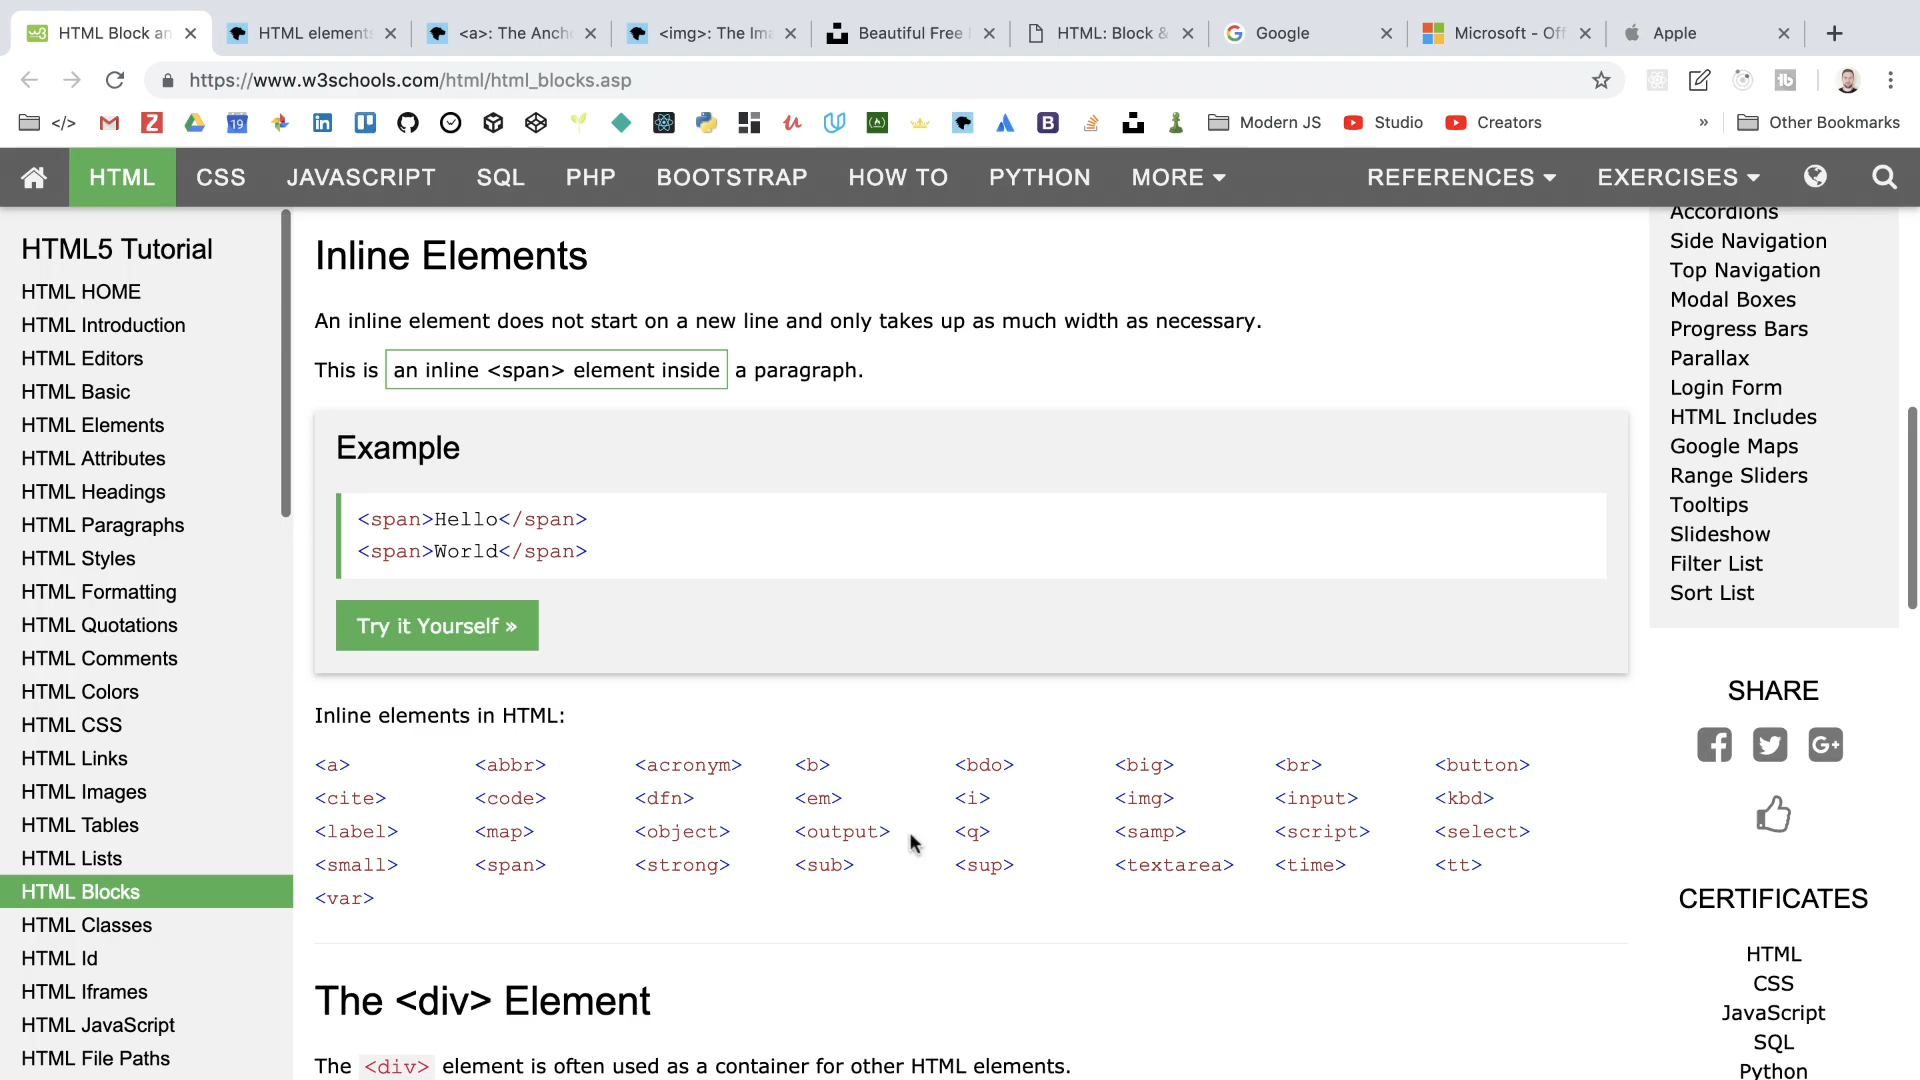 HTML Block an
HTML elements
<a>: The Anch
<img>: The Ima
Beautiful Free
HTML: Block &
Google
Microsoft - Off
Apple
https://www.w3schools.com/html/html_blocks.asp
</>
Modern JS
Studio
Creators
»
Other Bookmarks
HTML
CSS
JAVASCRIPT
SQL
PHP
BOOTSTRAP
HOW TO
PYTHON
MORE
REFERENCES
EXERCISES
HTML5 Tutorial
HTML HOME
HTML Introduction
HTML Editors
HTML Basic
HTML Elements
HTML Attributes
HTML Headings
HTML Paragraphs
HTML Styles
HTML Formatting
HTML Quotations
HTML Comments
HTML Colors
HTML CSS
HTML Links
HTML Images
HTML Tables
HTML Lists
HTML Blocks
HTML Classes
HTML Id
HTML Iframes
HTML JavaScript
HTML File Paths
Inline Elements
An inline element does not start on a new line and only takes up as much width as necessary.
This is an inline <span> element inside a paragraph.
Example
<span>Hello</span>
<span>World</span>
Try it Yourself »
Inline elements in HTML:
<a> <abbr> <acronym> <b> <bdo> <big> <br> <button>
<cite> <code> <dfn> <em> <i> <img> <input> <kbd>
<label> <map> <object> <output> <q> <samp> <script> <select>
<small> <span> <strong> <sub> <sup> <textarea> <time> <tt>
<var>
The <div> Element
The <div> element is often used as a container for other HTML elements.
Accordions
Side Navigation
Top Navigation
Modal Boxes
Progress Bars
Parallax
Login Form
HTML Includes
Google Maps
Range Sliders
Tooltips
Slideshow
Filter List
Sort List
SHARE
CERTIFICATES
HTML
CSS
JavaScript
SQL
Python